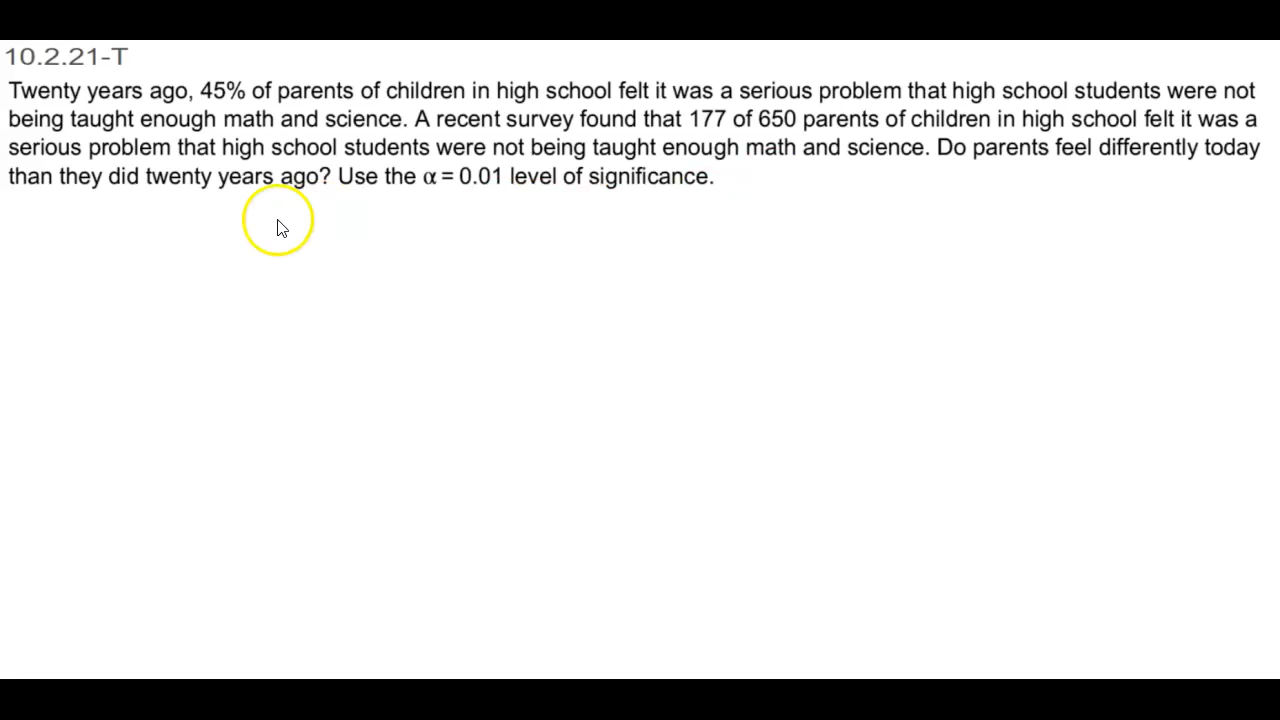 10.2.21-T
Twenty years ago, 45% of parents of children in high school felt it was a serious problem that high school students were not
being taught enough math and science. A recent survey found that 177 of 650 parents of children in high school felt it was a
serious problem that high school students were not being taught enough math and science. Do parents feel differently today
than they did twenty years ago? Use the α = 0.01 level of significance.